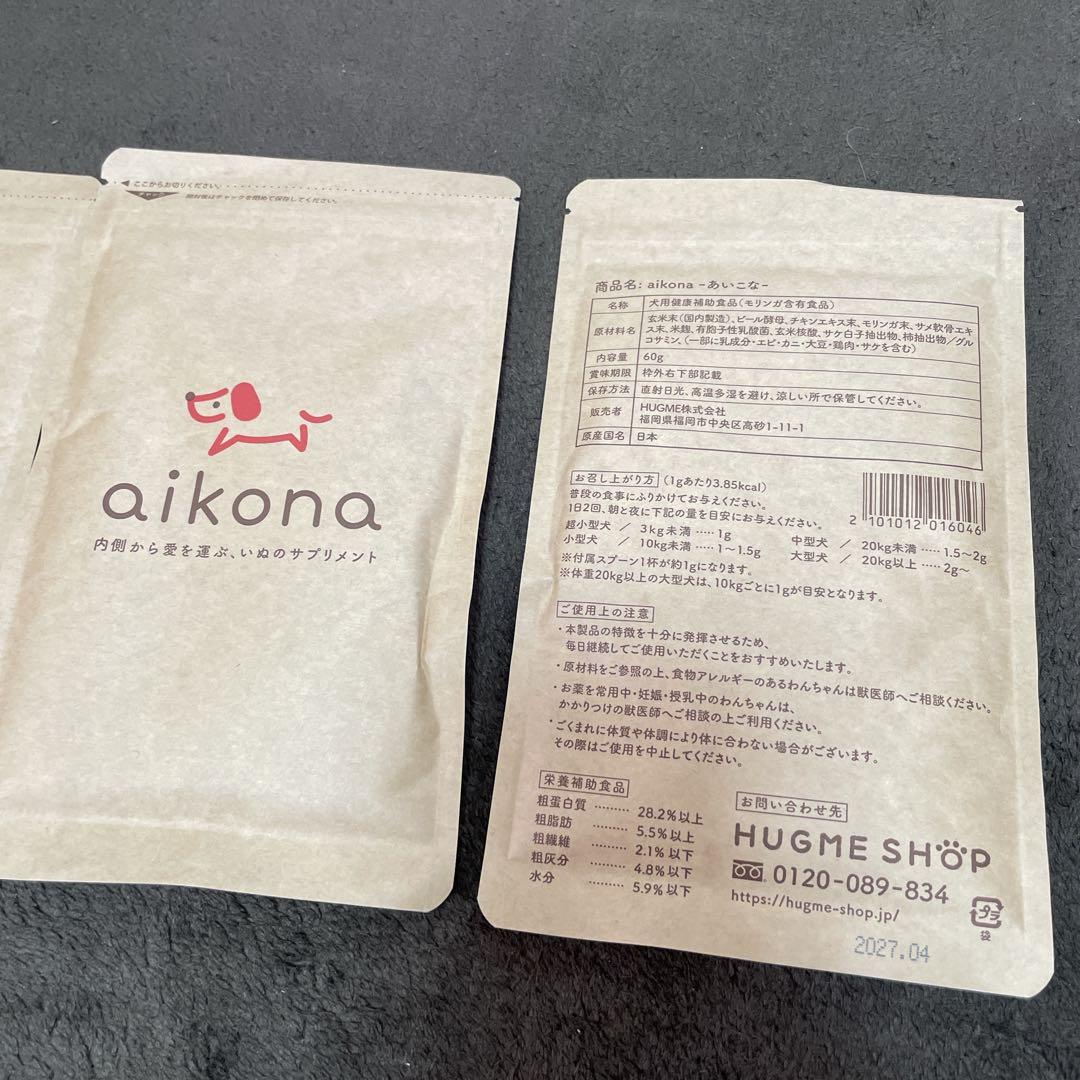 ここからお切りください。
開封後はチャックを閉めて保存してください。
aikona
内側から愛を運ぶ、いぬのサプリメント
商品名: aikona -あいこな-
名称 犬用健康補助食品(モリンガ含有食品)
原材料名 玄米末(国内製造)、ビール酵母、チキンエキス末、モリンガ末、サメ軟骨エキ
ス末、米麹、有胞子性乳酸菌、玄米核酸、サケ白子抽出物、柿抽出物/グル
コサミン、(一部に乳成分・エビ・カニ・大豆・鶏肉・サケを含む)
内容量 60g
賞味期限 枠外右下部記載
保存方法 直射日光、高温多湿を避け、涼しい所で保管してください。
販売者 HUGME株式会社
福岡県福岡市中央区高砂1-11-1
原産国名 日本
お召し上がり方 (1gあたり3.85kcal)
普段の食事にふりかけてお与えください。
1日2回、朝と夜に下記の量を目安にお与えください。
超小型犬 / 3kg未満 ····· 1g
小型犬 / 10kg未満 ····· 1~1.5g
中型犬 / 20kg未満 ····· 1.5~2g
大型犬 / 20kg以上 ····· 2g~
※付属スプーン1杯が約1gになります。
※体重20kg以上の大型犬は、10kgごとに1gが目安となります。
2 101012 016046
ご使用上の注意
・本製品の特徴を十分に発揮させるため、
毎日継続してご使用いただくことをおすすめいたします。
・原材料をご参照の上、食物アレルギーのあるわんちゃんは獣医師へご相談ください。
・お薬を常用中・妊娠・授乳中のわんちゃんは、
かかりつけの獣医師へご相談の上ご利用ください。
・ごくまれに体質や体調により体に合わない場合がございます。
その際はご使用を中止してください。
栄養補助食品
粗蛋白質 ········· 28.2%以上
粗脂肪 ········· 5.5%以上
粗繊維 ········· 2.1%以下
粗灰分 ········· 4.8%以下
水分 ········· 5.9%以下
お問い合わせ先
HUGME SHOP
0120-089-834
https://hugme-shop.jp/
プラ
袋
2027.04